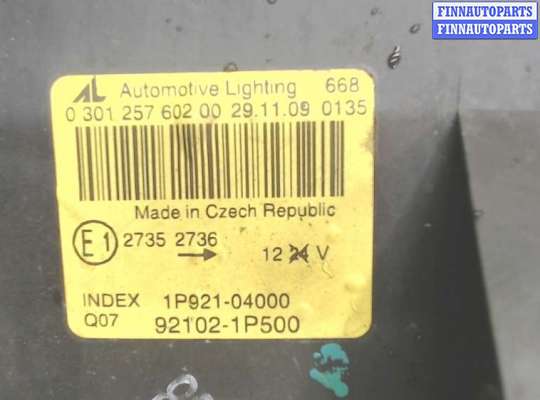 FINNAUTOPARTS
FINNAUTOPARTS
AL Automotive Lighting 668
0 301 257 602 00 29.11.09 0135
Made in Czech Republic
E1 2735 2736 12 24 V
→
INDEX 1P921-04000
Q07 92102-1P500